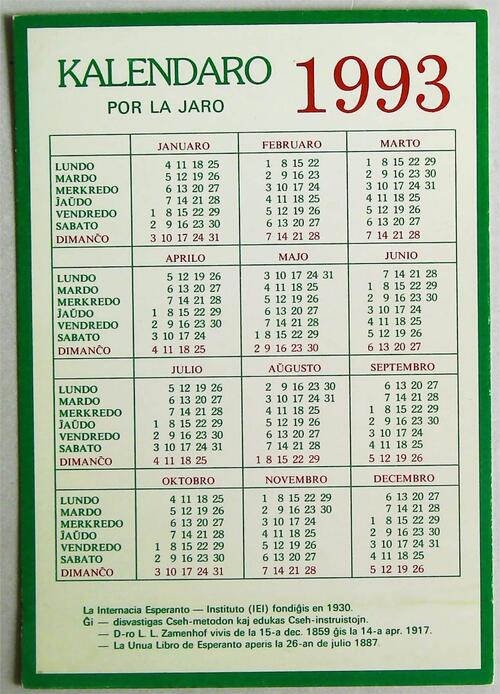 KALENDARO 1993
POR LA JARO
JANUARO FEBRUARO MARTO
LUNDO 4 11 18 25 1 8 15 22 1 8 15 22 29
MARDO 5 12 19 26 2 9 16 23 2 9 16 23 30
MERKREDO 6 13 20 27 3 10 17 24 3 10 17 24 31
ĴAŬDO 7 14 21 28 4 11 18 25 4 11 18 25
VENDREDO 1 8 15 22 29 5 12 19 26 5 12 19 26
SABATO 2 9 16 23 30 6 13 20 27 6 13 20 27
DIMANĈO 3 10 17 24 31 7 14 21 28 7 14 21 28
APRILO MAJO JUNIO
LUNDO 5 12 19 26 3 10 17 24 31 7 14 21 28
MARDO 6 13 20 27 4 11 18 25 1 8 15 22 29
MERKREDO 7 14 21 28 5 12 19 26 2 9 16 23 30
ĴAŬDO 1 8 15 22 29 6 13 20 27 3 10 17 24
VENDREDO 2 9 16 23 30 7 14 21 28 4 11 18 25
SABATO 3 10 17 24 1 8 15 22 29 5 12 19 26
DIMANĈO 4 11 18 25 2 9 16 23 30 6 13 20 27
JULIO AŬGUSTO SEPTEMBRO
LUNDO 5 12 19 26 2 9 16 23 30 6 13 20 27
MARDO 6 13 20 27 3 10 17 24 31 7 14 21 28
MERKREDO 7 14 21 28 4 11 18 25 1 8 15 22 29
ĴAŬDO 1 8 15 22 29 5 12 19 26 2 9 16 23 30
VENDREDO 2 9 16 23 30 6 13 20 27 3 10 17 24
SABATO 3 10 17 24 31 7 14 21 28 4 11 18 25
DIMANĈO 4 11 18 25 1 8 15 22 29 5 12 19 26
OKTOBRO NOVEMBRO DECEMBRO
LUNDO 4 11 18 25 1 8 15 22 29 6 13 20 27
MARDO 5 12 19 26 2 9 16 23 30 7 14 21 28
MERKREDO 6 13 20 27 3 10 17 24 1 8 15 22 29
ĴAŬDO 7 14 21 28 4 11 18 25 2 9 16 23 30
VENDREDO 1 8 15 22 29 5 12 19 26 3 10 17 24 31
SABATO 2 9 16 23 30 6 13 20 27 4 11 18 25
DIMANĈO 3 10 17 24 31 7 14 21 28 5 12 19 26
La Internacia Esperanto — Instituto (IEI) fondiĝis en 1930.
Ĝi — disvastigas Cseh-metodon kaj edukas Cseh-instruistojn.
— D-ro L. L. Zamenhof vivis de la 15-a dec. 1859 ĝis la 14-a apr. 1917.
— La Unua Libro de Esperanto aperis la 26-an de julio 1887.